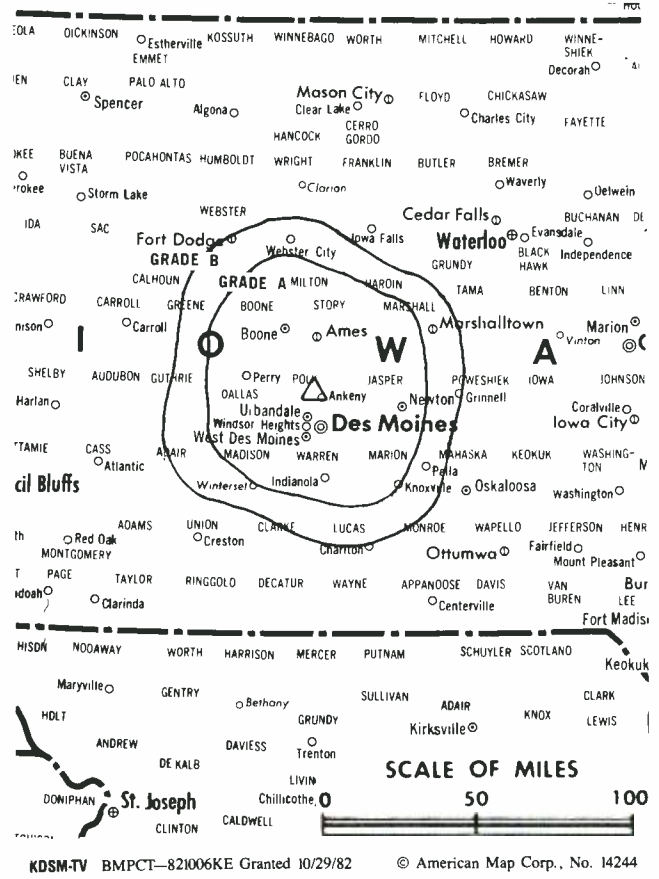 DICKINSON Estherville KOSSUTH WINNEBAGO WORTH MITCHELL HOWARD WINNE-
SHIEK
EMMET
Decorah
CLAY PALO ALTO
Spencer
Algona
Mason City
Clear Lake
FLOYD CHICKASAW
Charles City
FAYETTE
CERRO
GORDO
HANCOCK
BUENA
VISTA
POCAHONTAS HUMBOLDT WRIGHT FRANKLIN BUTLER BREMER
Clarion
Waverly
Oelwein
Storm Lake
WEBSTER
Cedar Falls
BUCHANAN
IDA SAC
Fort Dodge
Webster City
Iowa Falls
Waterloo
Evansdale
BLACK
HAWK
Independence
GRADE B
GRUNDY
CALHOUN
GRADE A
MILTON
HARDIN
TAMA BENTON LINN
CARROLL GREENE BOONE STORY MARSHALL
Carroll
Boone
Ames
Marshalltown
Vinton
Marion
I O W A
SHELBY AUDUBON GUTHRIE
Perry
POLK
JASPER POWESHIEK IOWA JOHNSON
DALLAS
Ankeny
Newton
Grinnell
Harlan
Urbandale
Windsor Heights
West Des Moines
Des Moines
Coralville
Iowa City
CASS ADAIR MADISON WARREN MARION MAHASKA KEOKUK WASHING-
TON
Atlantic
Pella
cil Bluffs
Winterset
Indianola
Knoxville
Oskaloosa
Washington
ADAMS UNION CLARKE LUCAS MONROE WAPELLO JEFFERSON HENR
Red Oak
Creston
Chariton
MONTGOMERY
Ottumwa
Fairfield
Mount Pleasant
PAGE TAYLOR RINGGOLD DECATUR WAYNE APPANOOSE DAVIS VAN
BUREN
Bur
LEE
Clarinda
Centerville
Fort Madis
NODAWAY WORTH HARRISON MERCER PUTNAM SCHUYLER SCOTLAND
Keokuk
Maryville
GENTRY
Bethany
SULLIVAN
ADAIR
CLARK
HOLT
GRUNDY
KNOX
LEWIS
Kirksville
ANDREW
DAVIESS
Trenton
DE KALB
LIVIN
SCALE OF MILES
DONIPHAN
St. Joseph
Chillicothe
0 50 100
CLINTON
CALDWELL
KDSM-TV BMPCT—821006KE Granted 10/29/82 © American Map Corp., No. 14244